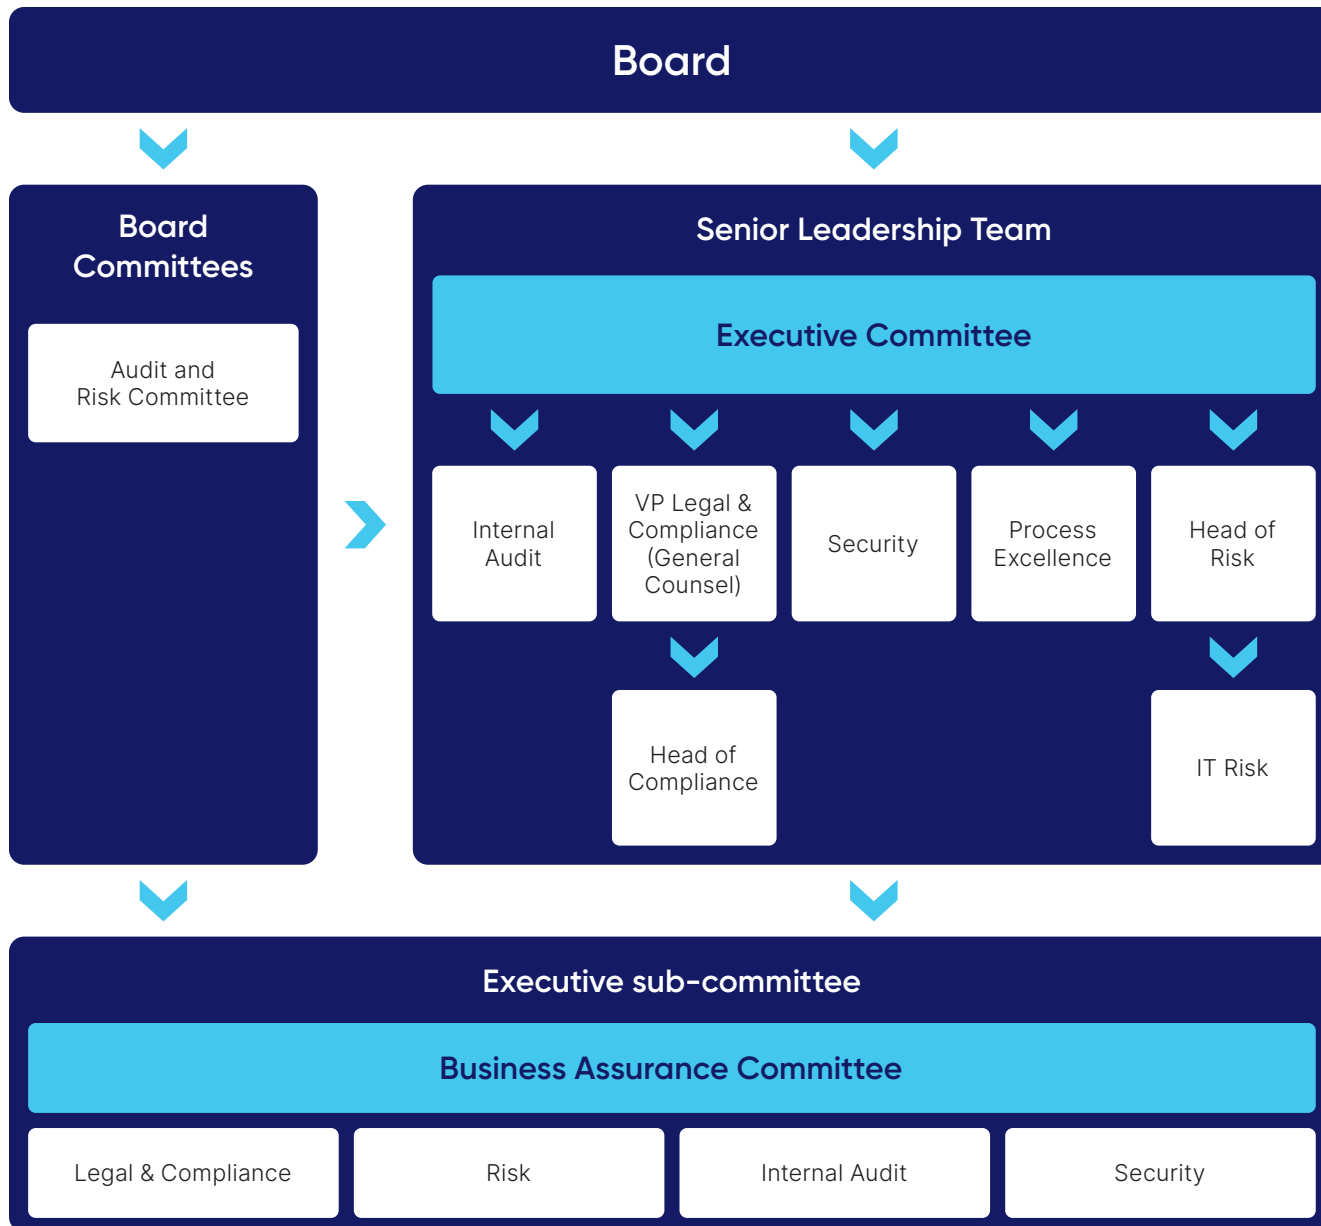 Board
Board
Committees
Audit and
Risk Committee
Senior Leadership Team
Executive Committee
Internal
Audit
VP Legal &
Compliance
(General
Counsel)
Security
Process
Excellence
Head of
Risk
Head of
Compliance
IT Risk
Executive sub-committee
Business Assurance Committee
Legal & Compliance
Risk
Internal Audit
Security